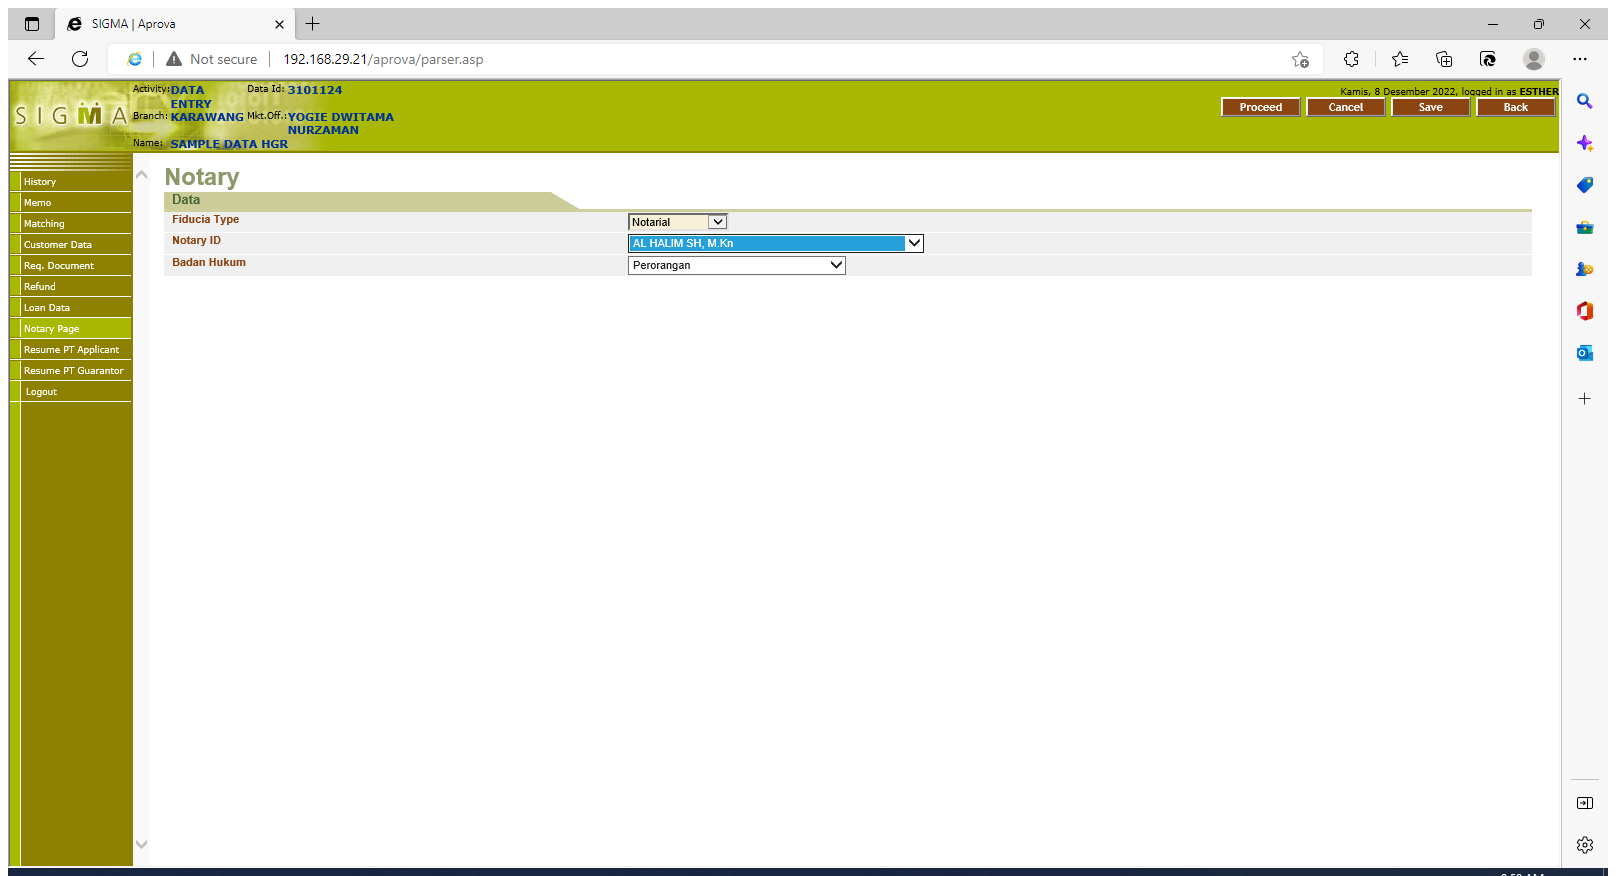 SIGMA | Aprova
Not secure
192.168.29.21/aprova/parser.asp
SIGMA
Activity: DATA ENTRY Data Id: 3101124
Branch: KARAWANG Mkt.Off.: YOGIE DWITAMA NURZAMAN
Name: SAMPLE DATA HGR
Kamis, 8 Desember 2022, logged in as ESTHER
Proceed Cancel Save Back
History
Memo
Matching
Customer Data
Req. Document
Refund
Loan Data
Notary Page
Resume PT Applicant
Resume PT Guarantor
Logout
Notary
Data
Fiducia Type Notarial
Notary ID AL HALIM SH, M.Kn
Badan Hukum Perorangan